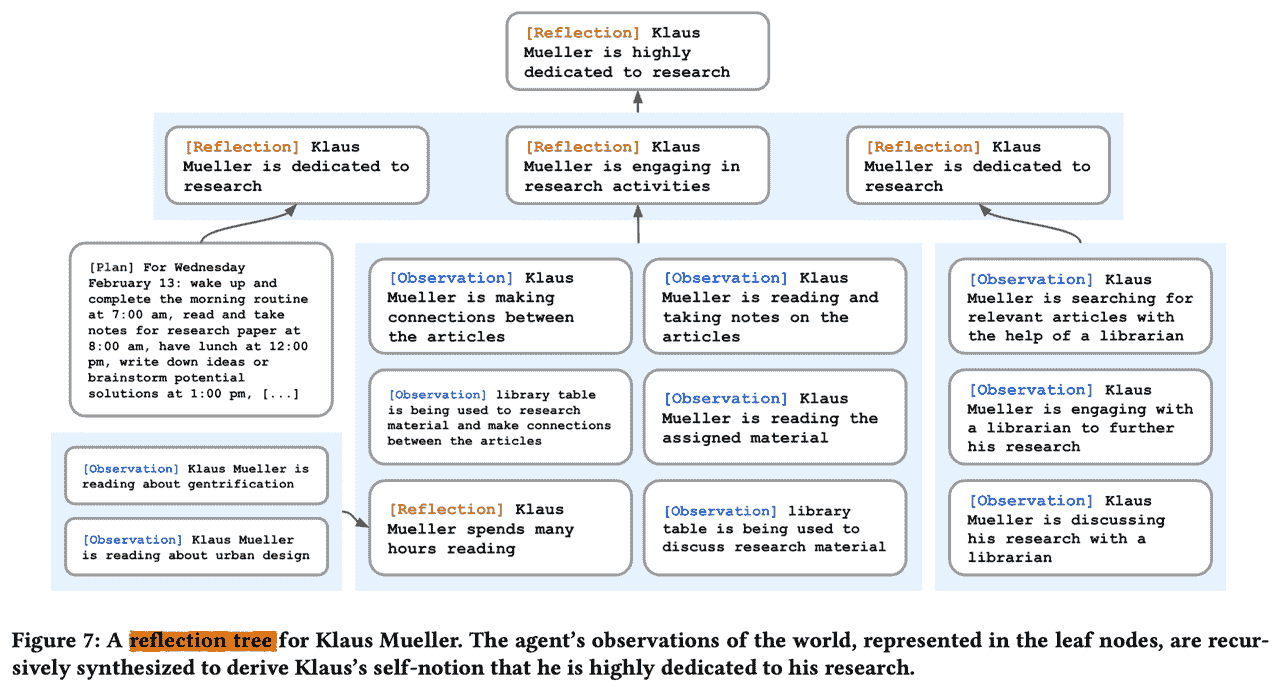 [Reflection] Klaus
Mueller is highly
dedicated to research
[Reflection] Klaus
Mueller is dedicated to
research
[Reflection] Klaus
Mueller is engaging in
research activities
[Reflection] Klaus
Mueller is dedicated to
research
[Plan] For Wednesday
February 13: wake up and
complete the morning routine
at 7:00 am, read and take
notes for research paper at
8:00 am, have lunch at 12:00
pm, write down ideas or
brainstorm potential
solutions at 1:00 pm, [...]
[Observation] Klaus Mueller is
reading about gentrification
[Observation] Klaus Mueller
is reading about urban design
[Observation] Klaus
Mueller is making
connections between
the articles
[Observation] Klaus
Mueller is reading and
taking notes on the
articles
[Observation] library table
is being used to research
material and make connections
between the articles
[Observation] Klaus
Mueller is reading the
assigned material
[Reflection] Klaus
Mueller spends many
hours reading
[Observation] library
table is being used to
discuss research material
[Observation] Klaus
Mueller is searching for
relevant articles with
the help of a librarian
[Observation] Klaus
Mueller is engaging with
a librarian to further
his research
[Observation] Klaus
Mueller is discussing
his research with a
librarian
Figure 7: A reflection tree for Klaus Mueller. The agent's observations of the world, represented in the leaf nodes, are recur-
sively synthesized to derive Klaus's self-notion that he is highly dedicated to his research.